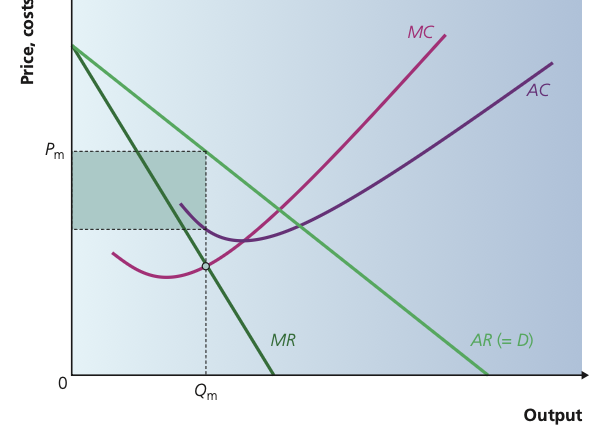 Price, costs
MC
AC
Pm
MR
AR (= D)
0
Qm
Output